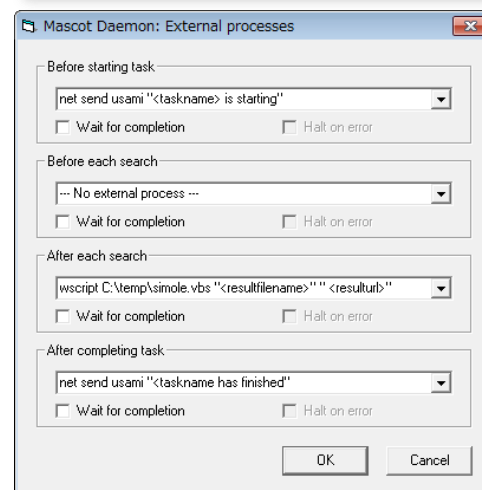 Mascot Daemon: External processes
Before starting task
net send usami "<taskname> is starting"
Wait for completion
Halt on error
Before each search
--- No external process ---
Wait for completion
Halt on error
After each search
wscript C:\temp\simole.vbs "<resultfilename>" " <resulturl>"
Wait for completion
Halt on error
After completing task
net send usami "<taskname has finished"
Wait for completion
Halt on error
OK
Cancel